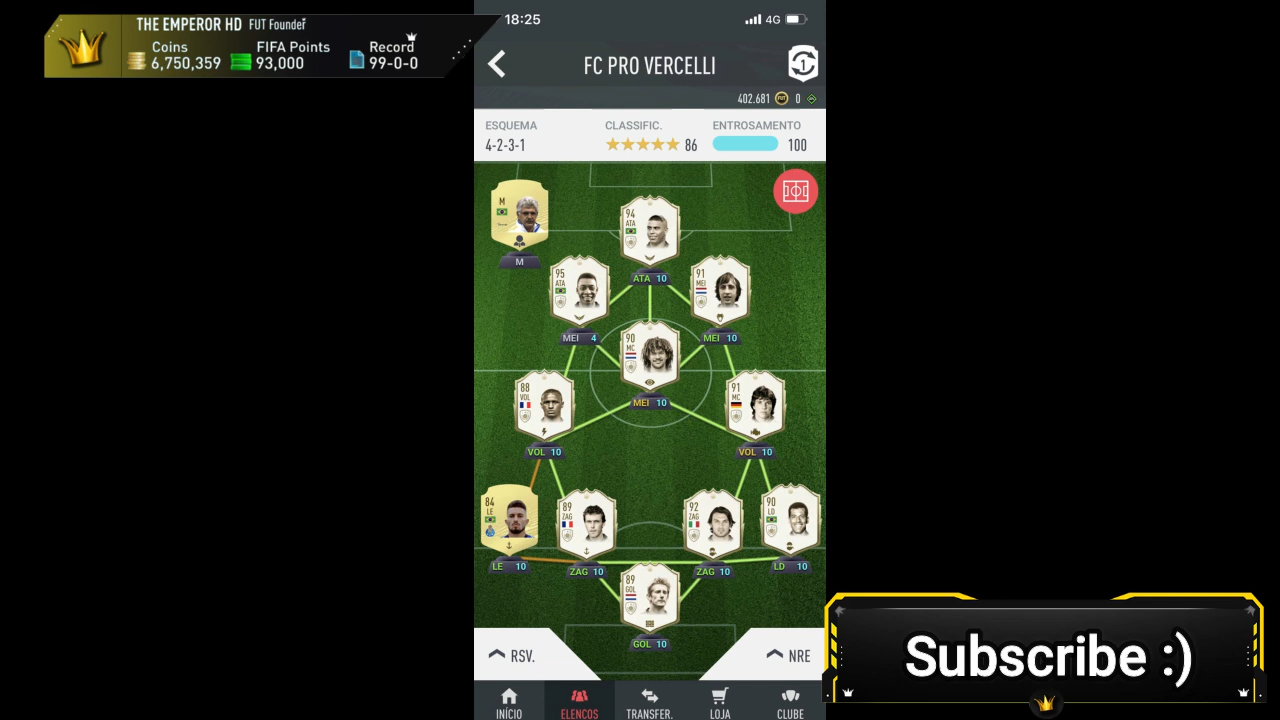 THE EMPEROR HD FUT Founder
Coins 6,750,359
FIFA Points 93,000
Record 99-0-0
18:25
4G
FC PRO VERCELLI
1
402.681 FUT 0
ESQUEMA
4-2-3-1
CLASSIFIC.
86
ENTROSAMENTO
100
M
M
94
ATA
ATA 10
95
ATA
MEI 4
91
MEI
MEI 10
90
MC
MEI 10
88
VOL
VOL 10
91
MC
VOL 10
84
LE
LE 10
89
ZAG
ZAG 10
92
ZAG
ZAG 10
90
LD
LD 10
89
GOL
GOL 10
RSV.
NRE
INÍCIO
ELENCOS
TRANSFER.
LOJA
CLUBE
Subscribe :)